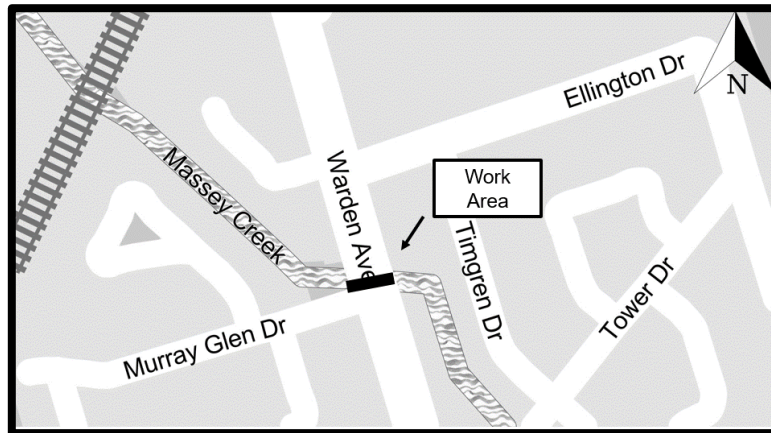 Ellington Dr
N
Massey Creek
Warden Ave
Work
Area
Timgren Dr
Tower Dr
Murray Glen Dr